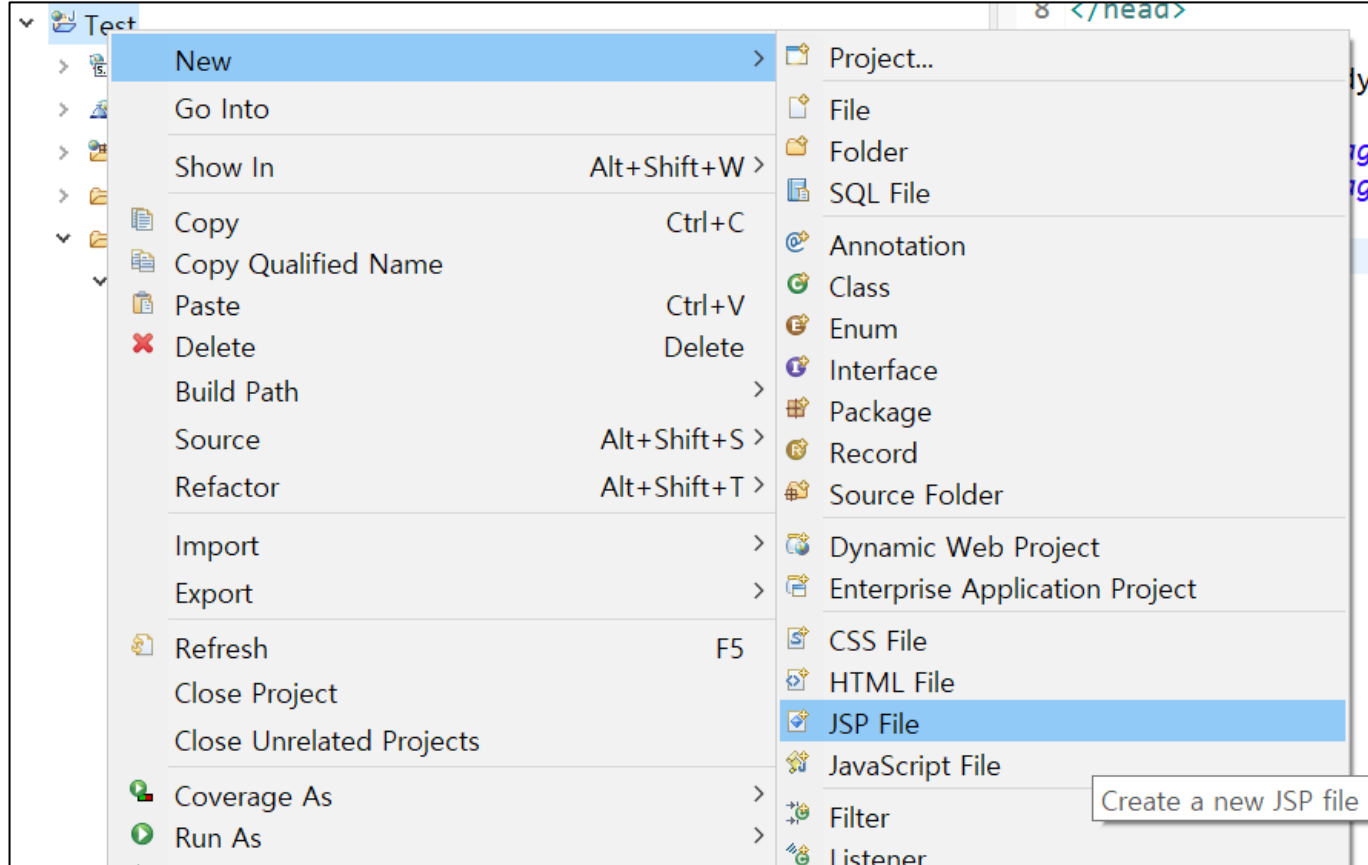 Test
8 </head>
New
Go Into
Show In Alt+Shift+W
Copy Ctrl+C
Copy Qualified Name
Paste Ctrl+V
Delete Delete
Build Path
Source Alt+Shift+S
Refactor Alt+Shift+T
Import
Export
Refresh F5
Close Project
Close Unrelated Projects
Coverage As
Run As
Project...
File
Folder
SQL File
Annotation
Class
Enum
Interface
Package
Record
Source Folder
Dynamic Web Project
Enterprise Application Project
CSS File
HTML File
JSP File
JavaScript File
Filter
Listener
Create a new JSP file